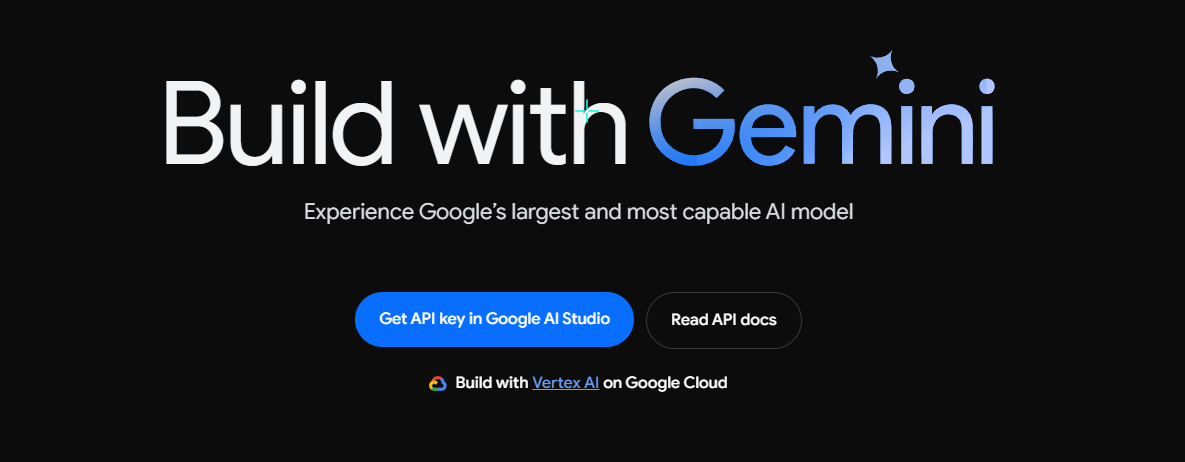 Build with Gemini
Experience Google's largest and most capable AI model
Get API key in Google AI Studio
Read API docs
Build with Vertex AI on Google Cloud